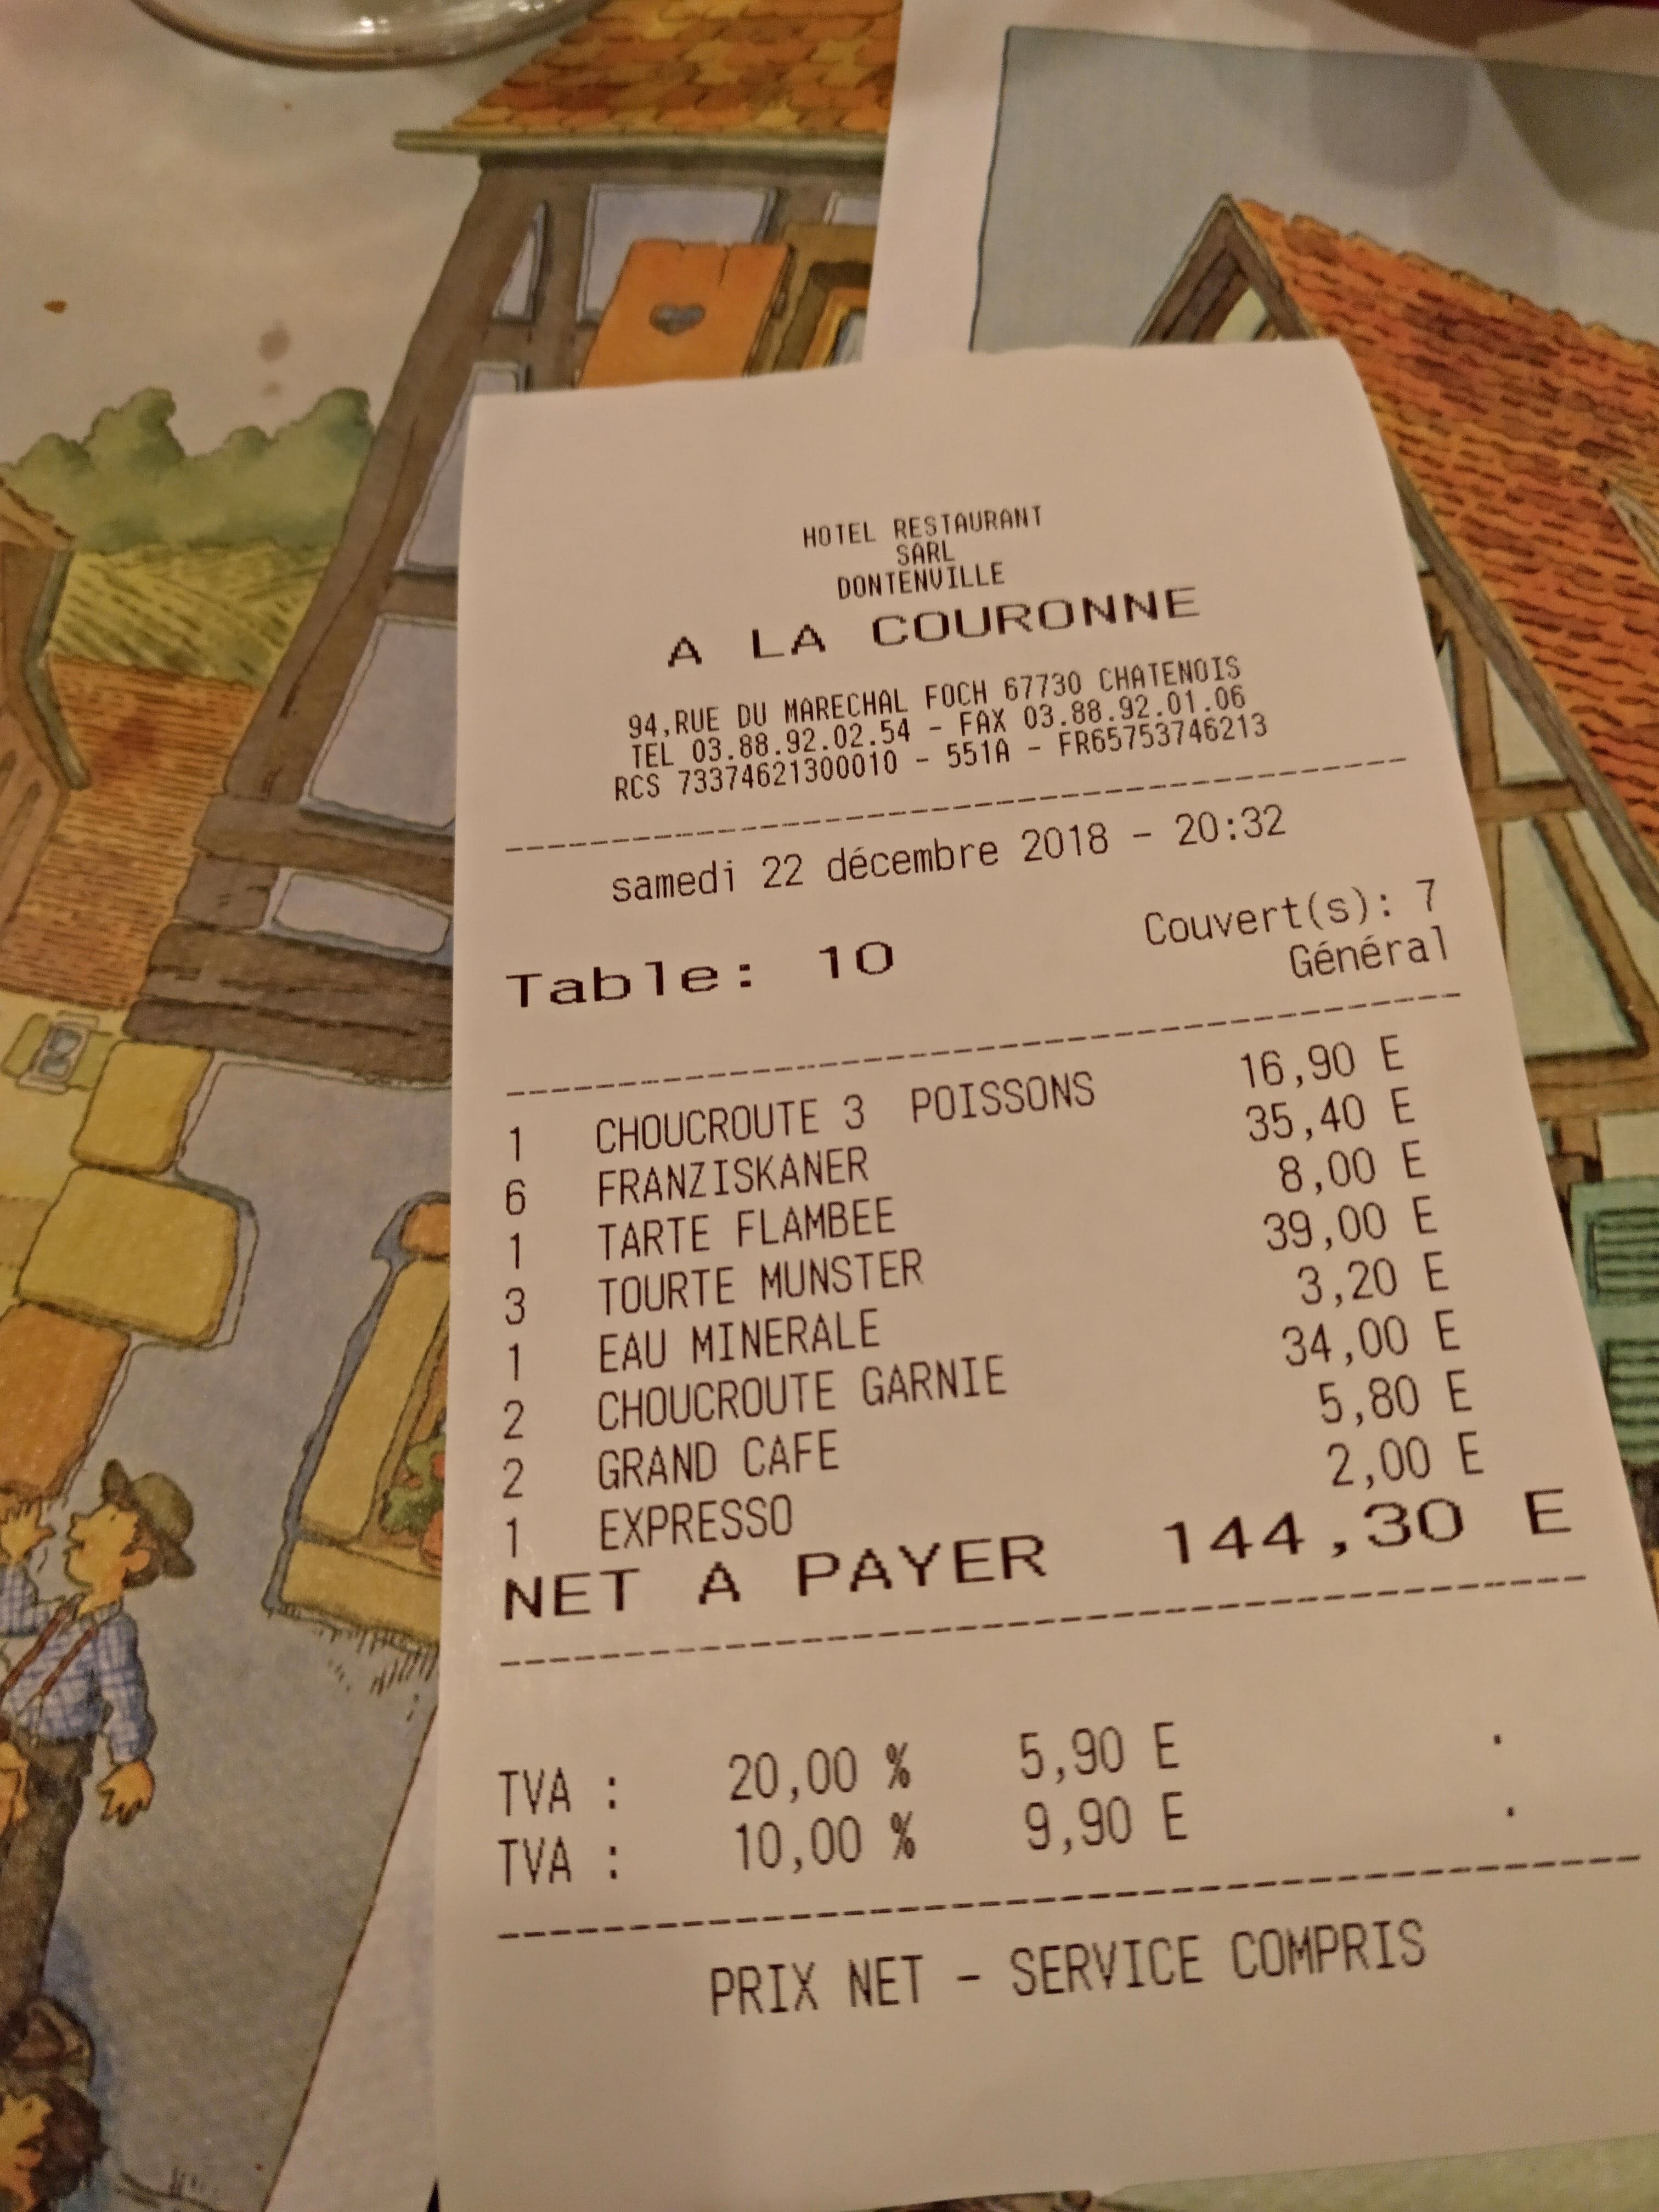 HOTEL RESTAURANT
SARL
DONTENVILLE
A LA COURONNE
94,RUE DU MARECHAL FOCH 67730 CHATENOIS
TEL 03.88.92.02.54 - FAX 03.88.92.01.06
RCS 73374621300010 - 551A - FR65753746213
samedi 22 décembre 2018 - 20:32
Couvert(s): 7
Table: 10
Général
1 CHOUCROUTE 3 POISSONS 16,90 E
6 FRANZISKANER 35,40 E
1 TARTE FLAMBEE 8,00 E
3 TOURTE MUNSTER 39,00 E
1 EAU MINERALE 3,20 E
2 CHOUCROUTE GARNIE 34,00 E
2 GRAND CAFE 5,80 E
1 EXPRESSO 2,00 E
NET A PAYER 144,30 E
TVA : 20,00 % 5,90 E
TVA : 10,00 % 9,90 E
PRIX NET - SERVICE COMPRIS